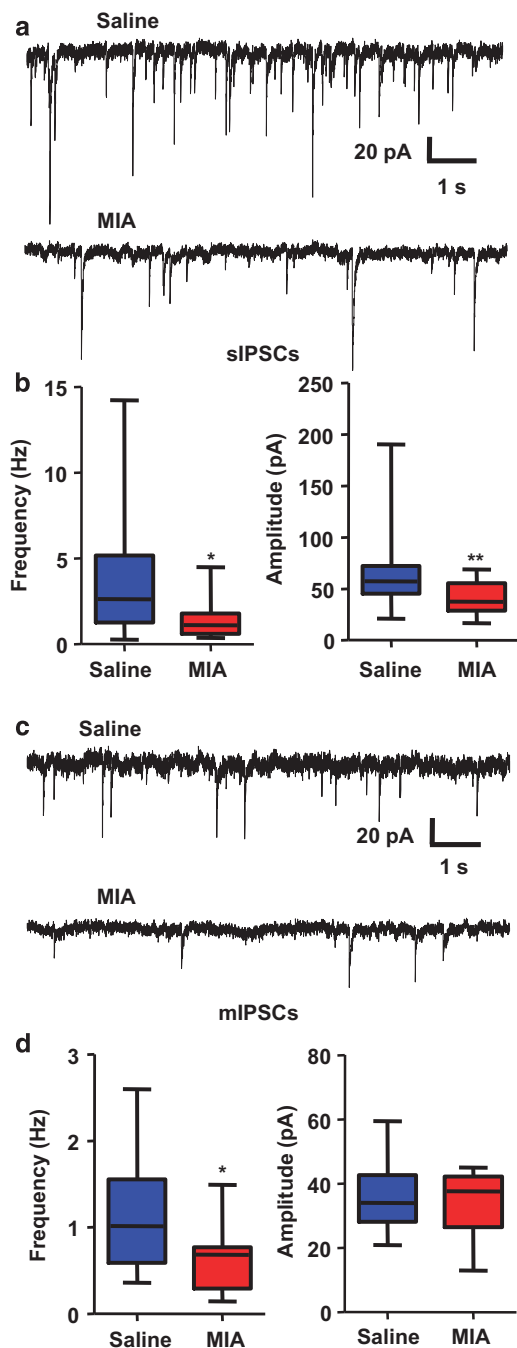 a
Saline
20 pA
1 s
MIA
sIPSCs
b
Frequency (Hz)
15
10
5
0
*
Saline MIA
Amplitude (pA)
250
200
150
100
50
0
**
Saline MIA
c
Saline
20 pA
1 s
MIA
mIPSCs
d
Frequency (Hz)
3
2
1
0
*
Saline MIA
Amplitude (pA)
80
60
40
20
0
Saline MIA